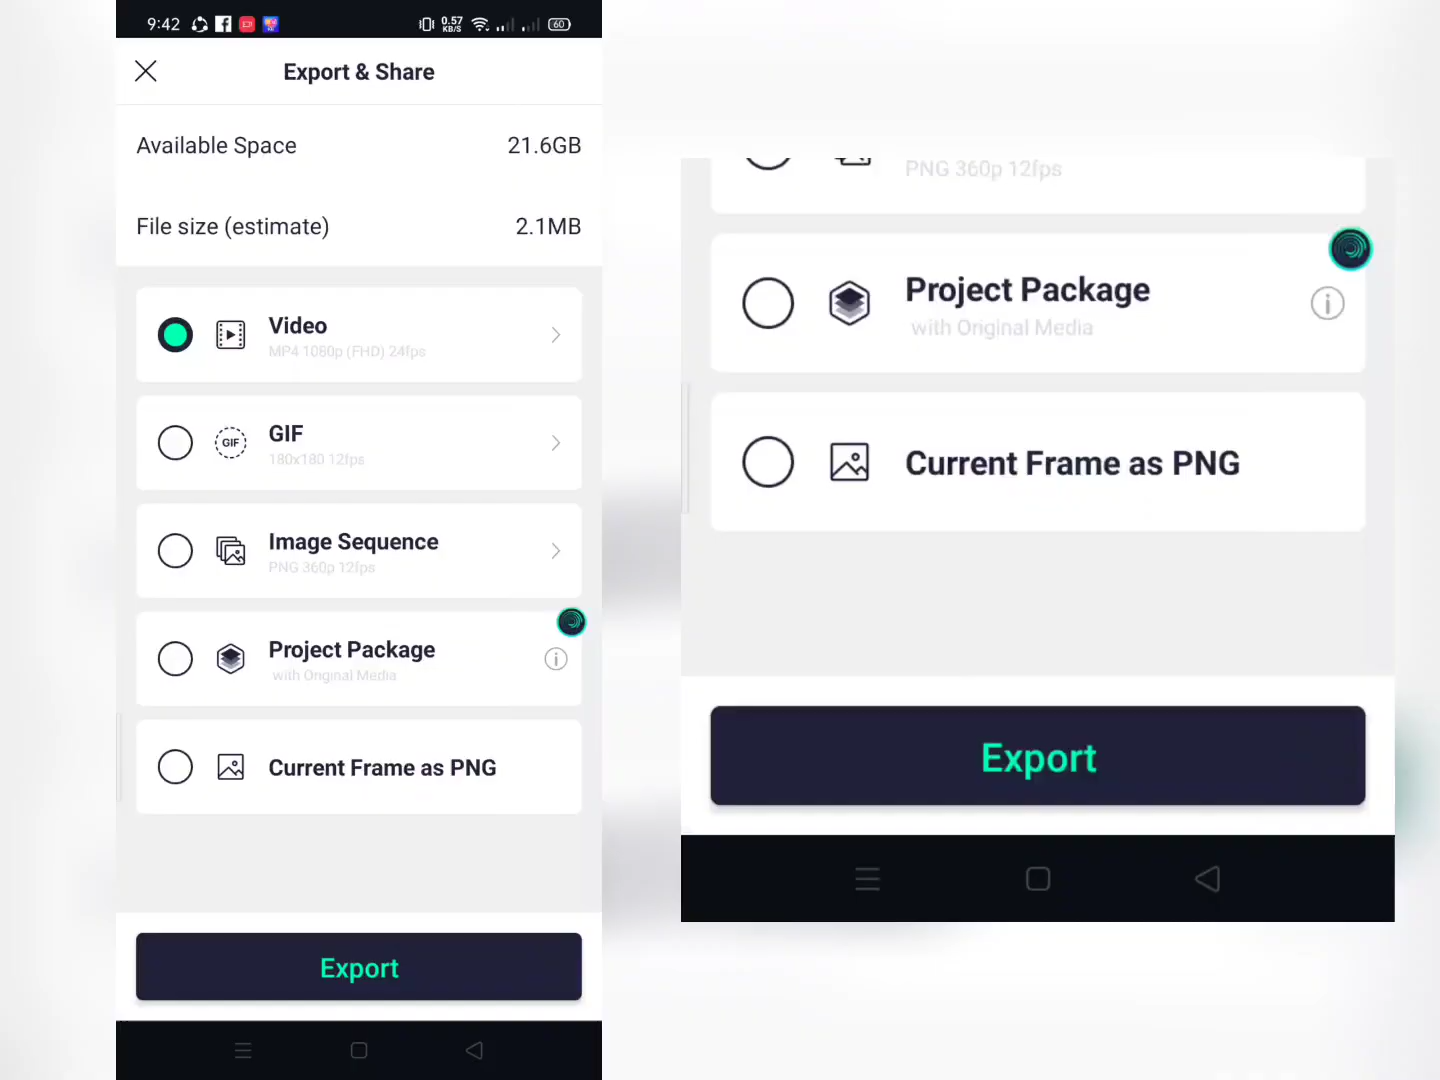 9:42
0.57
KB/S
60
Export & Share
Available Space
21.6GB
File size (estimate)
2.1MB
Video
MP4 1080p (FHD) 24fps
GIF
GIF
180x180 12fps
Image Sequence
PNG 360p 12fps
Project Package
with Original Media
Current Frame as PNG
Export
PNG 360p 12fps
Project Package
with Original Media
Current Frame as PNG
Export